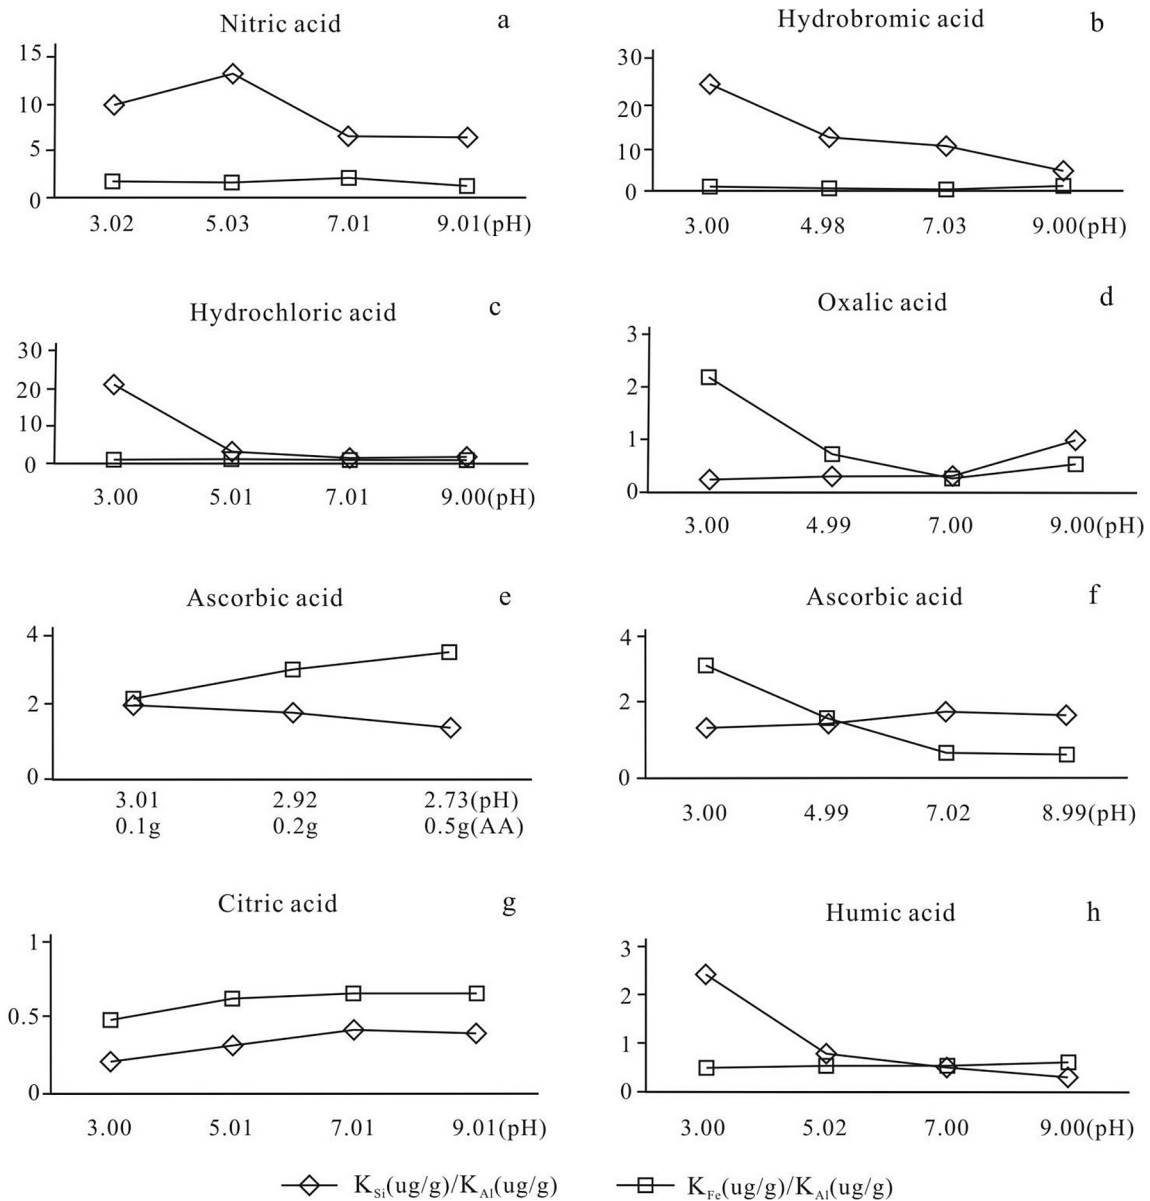 Nitric acid
a
15
10
5
0
3.02 5.03 7.01 9.01(pH)
Hydrobromic acid
b
30
20
10
0
3.00 4.98 7.03 9.00(pH)
Hydrochloric acid
c
30
20
10
0
3.00 5.01 7.01 9.00(pH)
Oxalic acid
d
3
2
1
0
3.00 4.99 7.00 9.00(pH)
Ascorbic acid
e
4
2
0
3.01 2.92 2.73(pH)
0.1g 0.2g 0.5g(AA)
Ascorbic acid
f
4
2
0
3.00 4.99 7.02 8.99(pH)
Citric acid
g
1
0.5
0
3.00 5.01 7.01 9.01(pH)
Humic acid
h
3
2
1
0
3.00 5.02 7.00 9.00(pH)
KSi(ug/g)/KAl(ug/g)
KFe(ug/g)/KAl(ug/g)